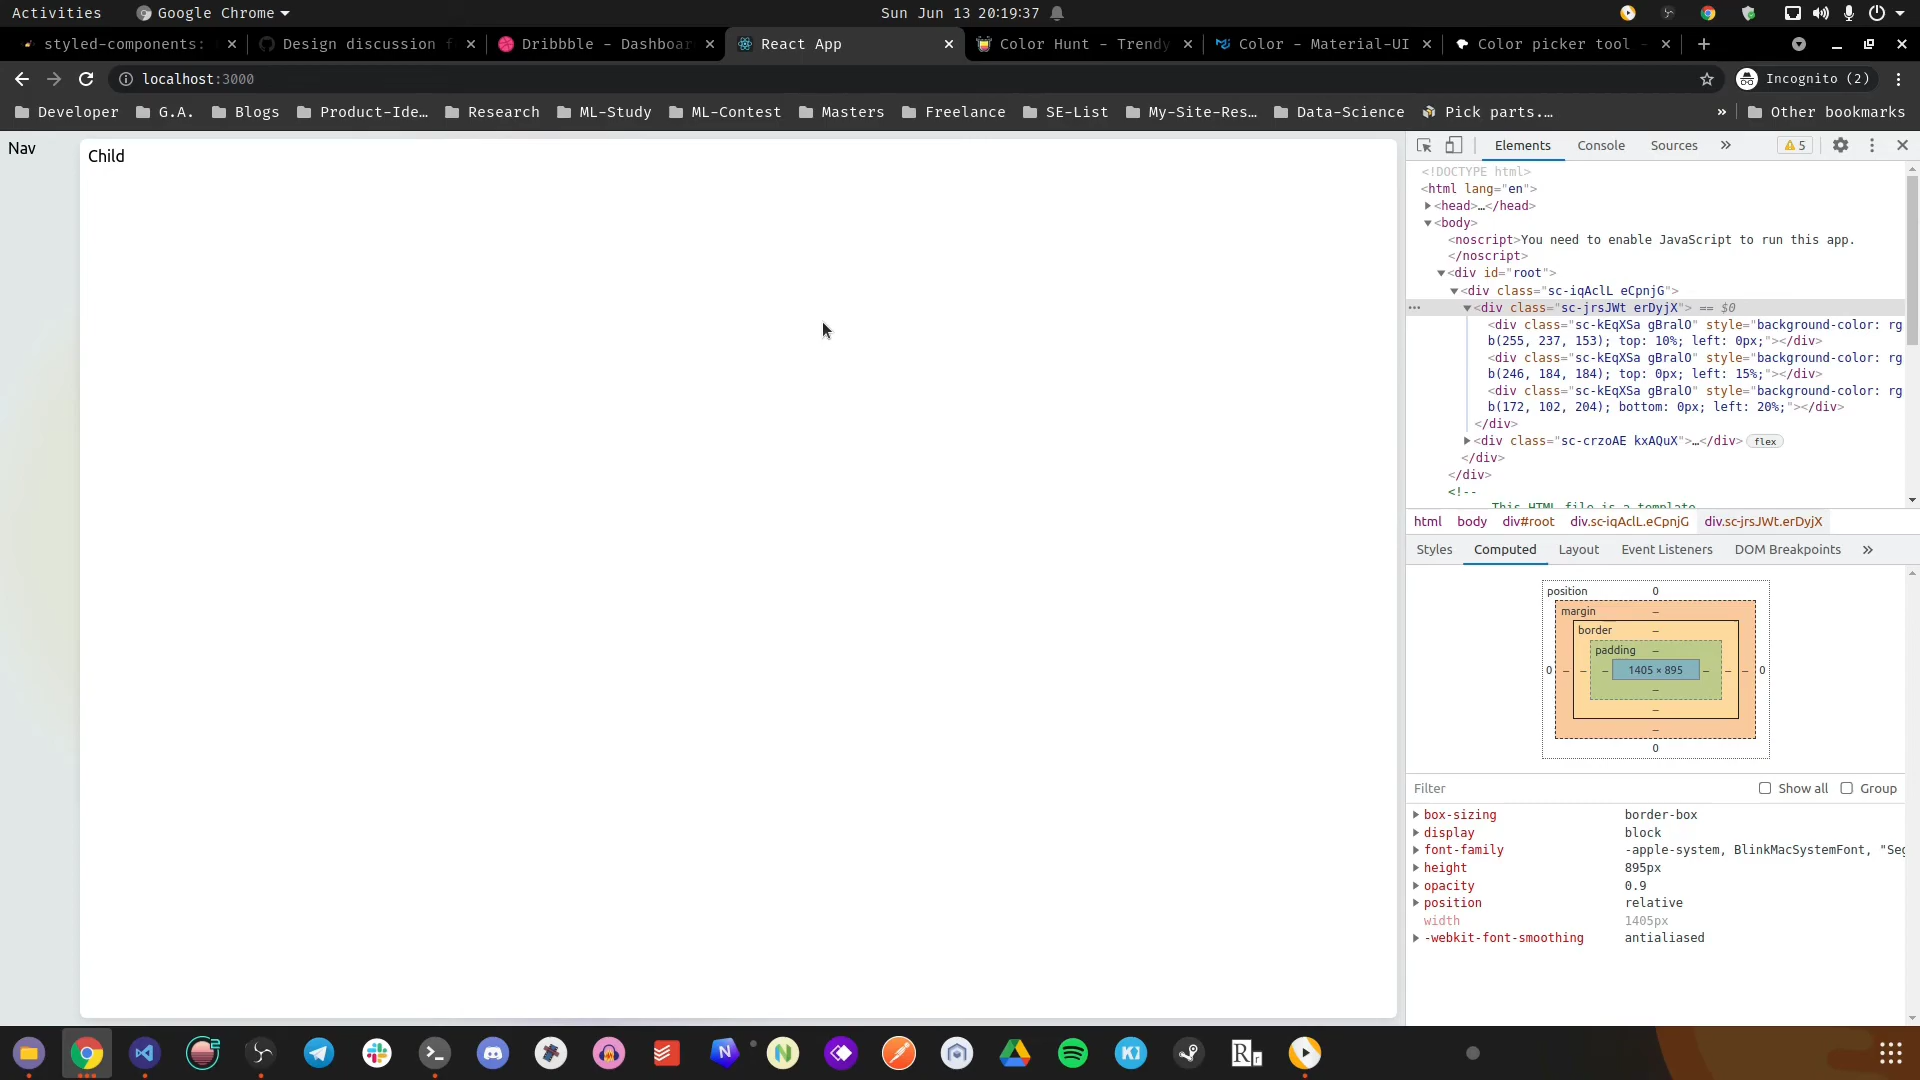 Activities
Google Chrome
Sun Jun 13 20:19:37
styled-components:
Design discussion f
Dribbble - Dashboar
React App
Color Hunt - Trendy
Color - Material-UI
Color picker tool -
localhost:3000
Incognito (2)
Developer
G.A.
Blogs
Product-Ide…
Research
ML-Study
ML-Contest
Masters
Freelance
SE-List
My-Site-Res…
Data-Science
Pick parts.…
»
Other bookmarks
Nav
Child
Elements
Console
Sources
»
5
<!DOCTYPE html>
<html lang="en">
<head>…</head>
<body>
<noscript>You need to enable JavaScript to run this app.
</noscript>
<div id="root">
<div class="sc-iqAclL eCpnjG">
<div class="sc-jrsJWt erDyjX"> == $0
<div class="sc-kEqXSa gBralO" style="background-color: rg
b(255, 237, 153); top: 10%; left: 0px;"></div>
<div class="sc-kEqXSa gBralO" style="background-color: rg
b(246, 184, 184); top: 0px; left: 15%;"></div>
<div class="sc-kEqXSa gBralO" style="background-color: rg
b(172, 102, 204); bottom: 0px; left: 20%;"></div>
</div>
<div class="sc-crzoAE kxAQuX">…</div> flex
</div>
</div>
<!--
This HTML file is a template
html body div#root div.sc-iqAclL.eCpnjG div.sc-jrsJWt.erDyjX
Styles
Computed
Layout
Event Listeners
DOM Breakpoints
»
position 0
margin –
border –
padding –
0 – – – 1405 × 895 – – – 0
–
–
–
0
Filter
Show all
Group
box-sizing border-box
display block
font-family -apple-system, BlinkMacSystemFont, "Seg
height 895px
opacity 0.9
position relative
width 1405px
-webkit-font-smoothing antialiased